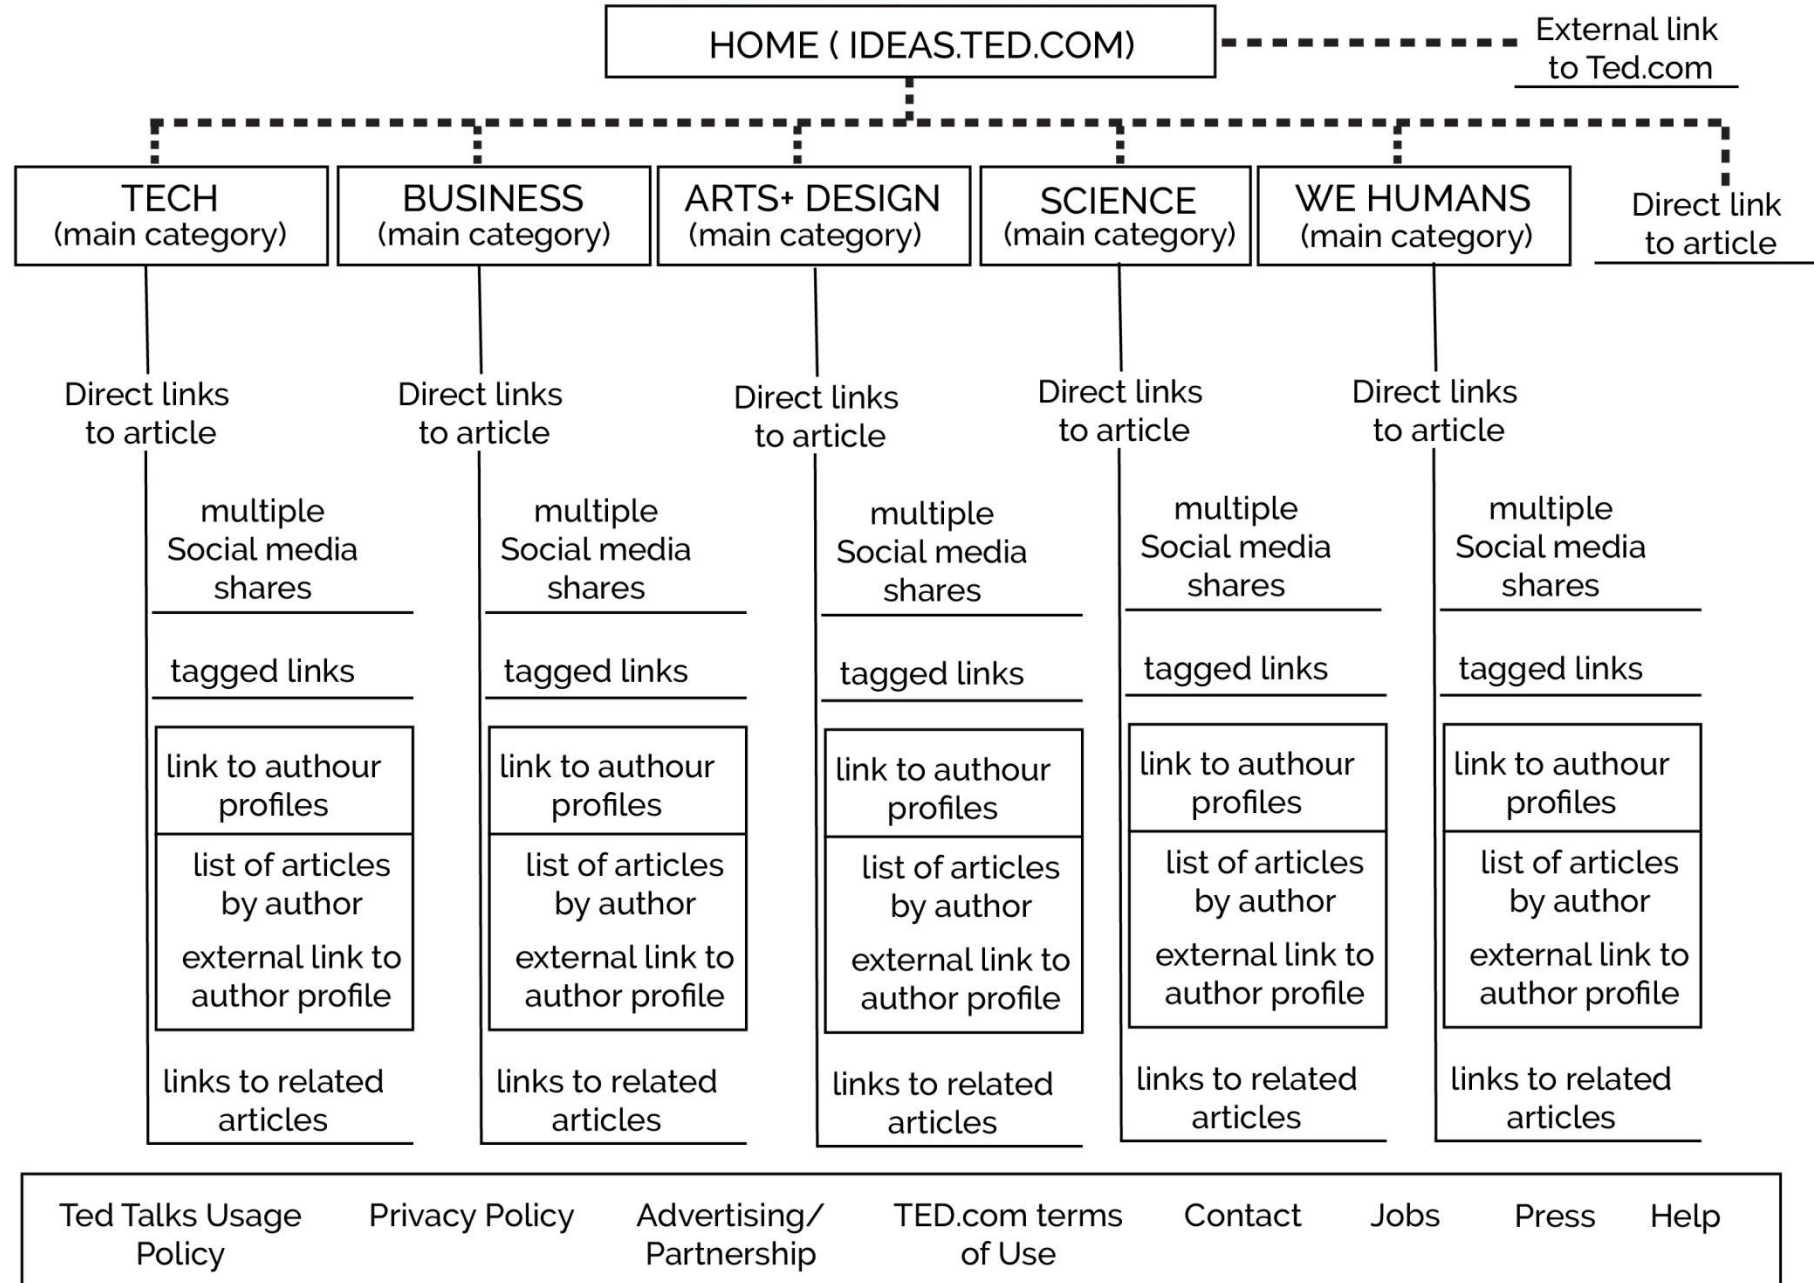 HOME ( IDEAS.TED.COM)
External link
to Ted.com
TECH
(main category)
BUSINESS
(main category)
ARTS+ DESIGN
(main category)
SCIENCE
(main category)
WE HUMANS
(main category)
Direct link
to article
Direct links
to article
multiple
Social media
shares
tagged links
link to authour
profiles
list of articles
by author
external link to
author profile
links to related
articles
Direct links
to article
multiple
Social media
shares
tagged links
link to authour
profiles
list of articles
by author
external link to
author profile
links to related
articles
Direct links
to article
multiple
Social media
shares
tagged links
link to authour
profiles
list of articles
by author
external link to
author profile
links to related
articles
Direct links
to article
multiple
Social media
shares
tagged links
link to authour
profiles
list of articles
by author
external link to
author profile
links to related
articles
Direct links
to article
multiple
Social media
shares
tagged links
link to authour
profiles
list of articles
by author
external link to
author profile
links to related
articles
Ted Talks Usage
Policy
Privacy Policy
Advertising/
Partnership
TED.com terms
of Use
Contact
Jobs
Press
Help